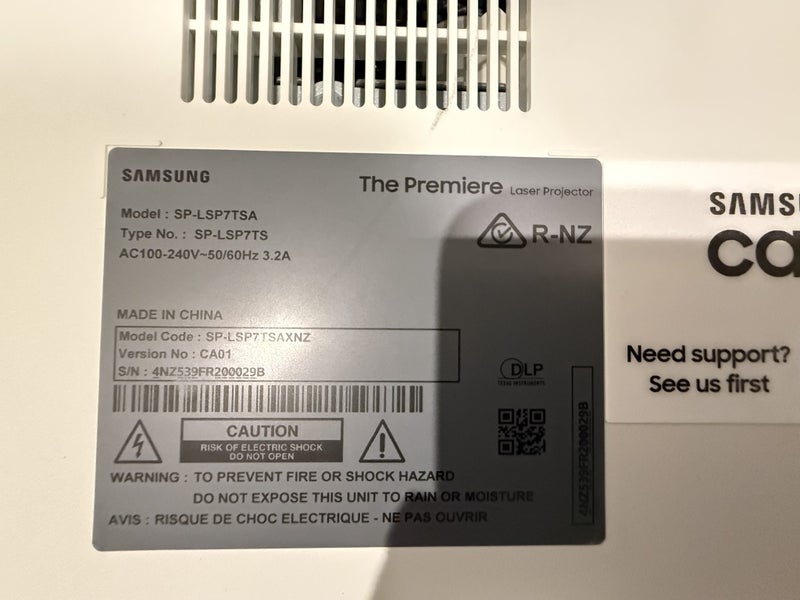 SAMSUNG
The Premiere Laser Projector
Model : SP-LSP7TSA
Type No. : SP-LSP7TS
AC100-240V~50/60Hz 3.2A
R-NZ
MADE IN CHINA
Model Code : SP-LSP7TSAXNZ
Version No : CA01
S/N : 4NZ539FR200029B
DLP
TEXAS INSTRUMENTS
4NZ539FR200029B
CAUTION
RISK OF ELECTRIC SHOCK
DO NOT OPEN
WARNING : TO PREVENT FIRE OR SHOCK HAZARD
DO NOT EXPOSE THIS UNIT TO RAIN OR MOISTURE
AVIS : RISQUE DE CHOC ELECTRIQUE - NE PAS OUVRIR
SAMSU
ca
Need support?
See us first